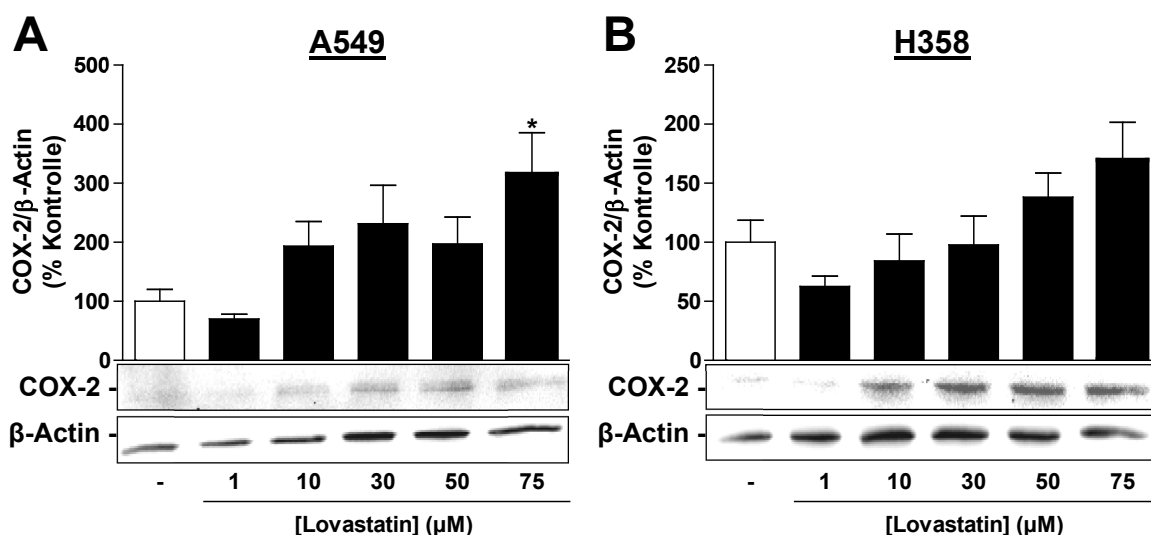 A
A549
500
400
300
200
100
0
COX-2/β-Actin
(% Kontrolle)
*
COX-2 -
β-Actin -
- 1 10 30 50 75
[Lovastatin] (µM)
B
H358
250
200
150
100
50
0
COX-2/β-Actin
(% Kontrolle)
COX-2 -
β-Actin -
- 1 10 30 50 75
[Lovastatin] (µM)